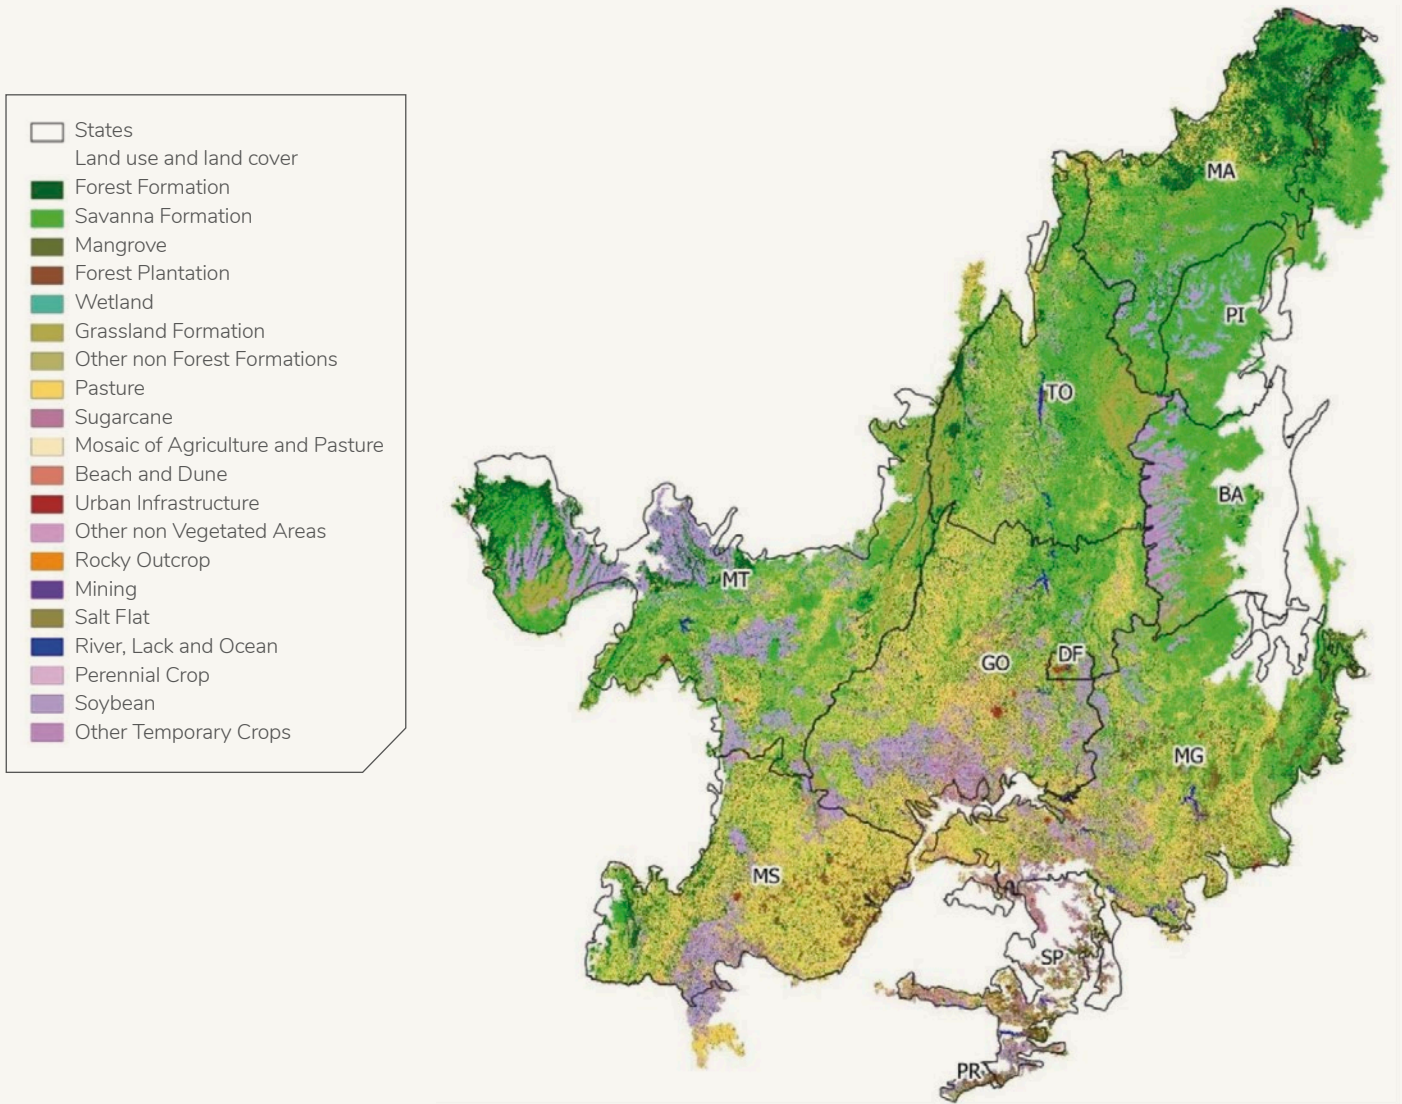 States
Land use and land cover
Forest Formation
Savanna Formation
Mangrove
Forest Plantation
Wetland
Grassland Formation
Other non Forest Formations
Pasture
Sugarcane
Mosaic of Agriculture and Pasture
Beach and Dune
Urban Infrastructure
Other non Vegetated Areas
Rocky Outcrop
Mining
Salt Flat
River, Lack and Ocean
Perennial Crop
Soybean
Other Temporary Crops
MA
PI
TO
BA
MT
DF
GO
MG
MS
SP
PR